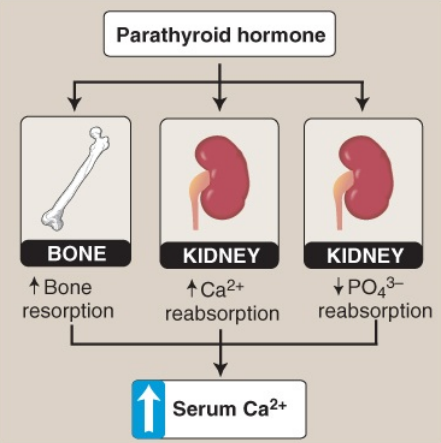 Parathyroid hormone
BONE
KIDNEY
KIDNEY
↑ Bone
resorption
↑ Ca²⁺
reabsorption
↓ PO₄³⁻
reabsorption
Serum Ca²⁺